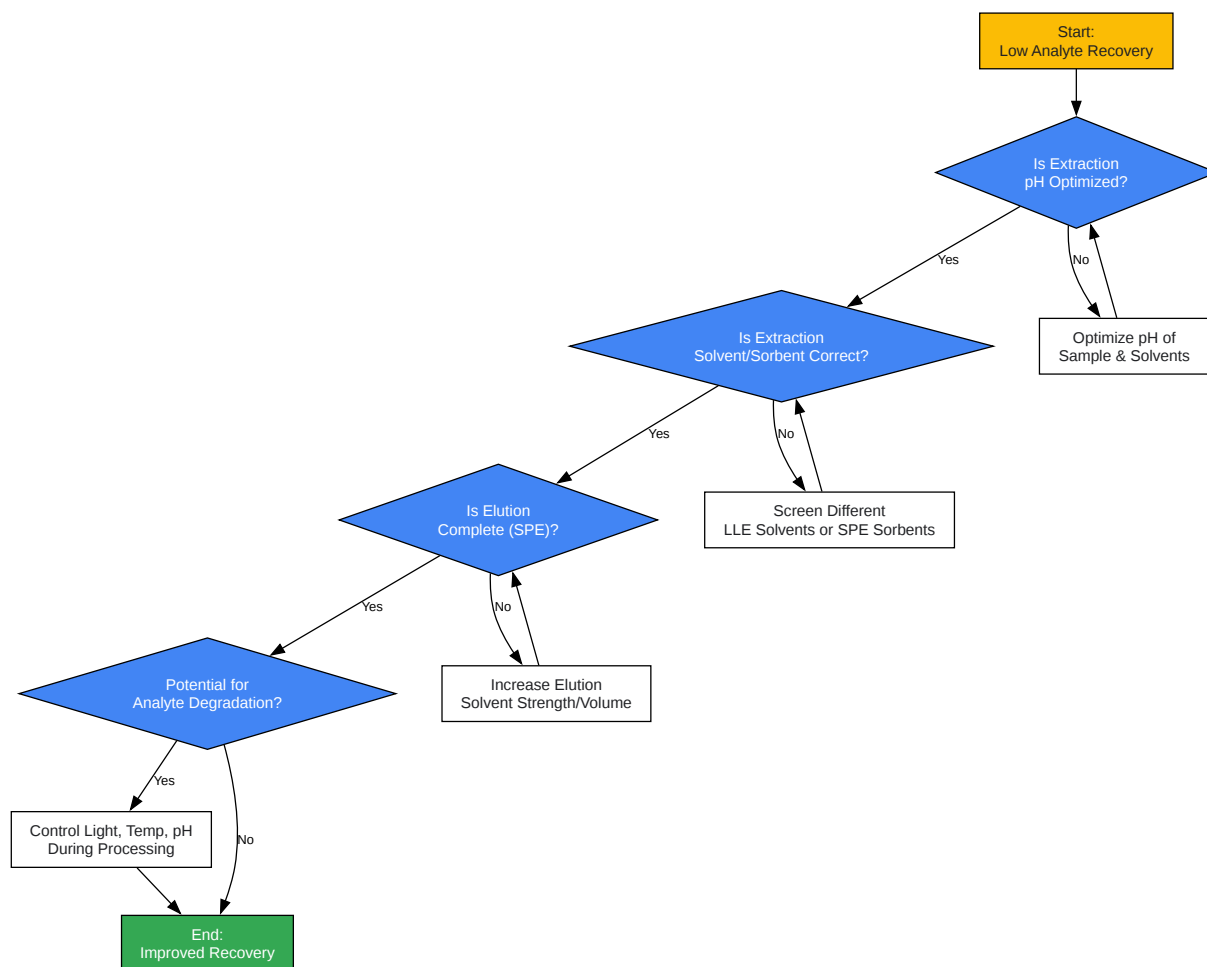 Start:
Low Analyte Recovery
Is Extraction
pH Optimized?
Yes
No
Optimize pH of
Sample & Solvents
Is Extraction
Solvent/Sorbent Correct?
Yes
No
Screen Different
LLE Solvents or SPE Sorbents
Is Elution
Complete (SPE)?
Yes
No
Increase Elution
Solvent Strength/Volume
Potential for
Analyte Degradation?
Yes
No
Control Light, Temp, pH
During Processing
End:
Improved Recovery